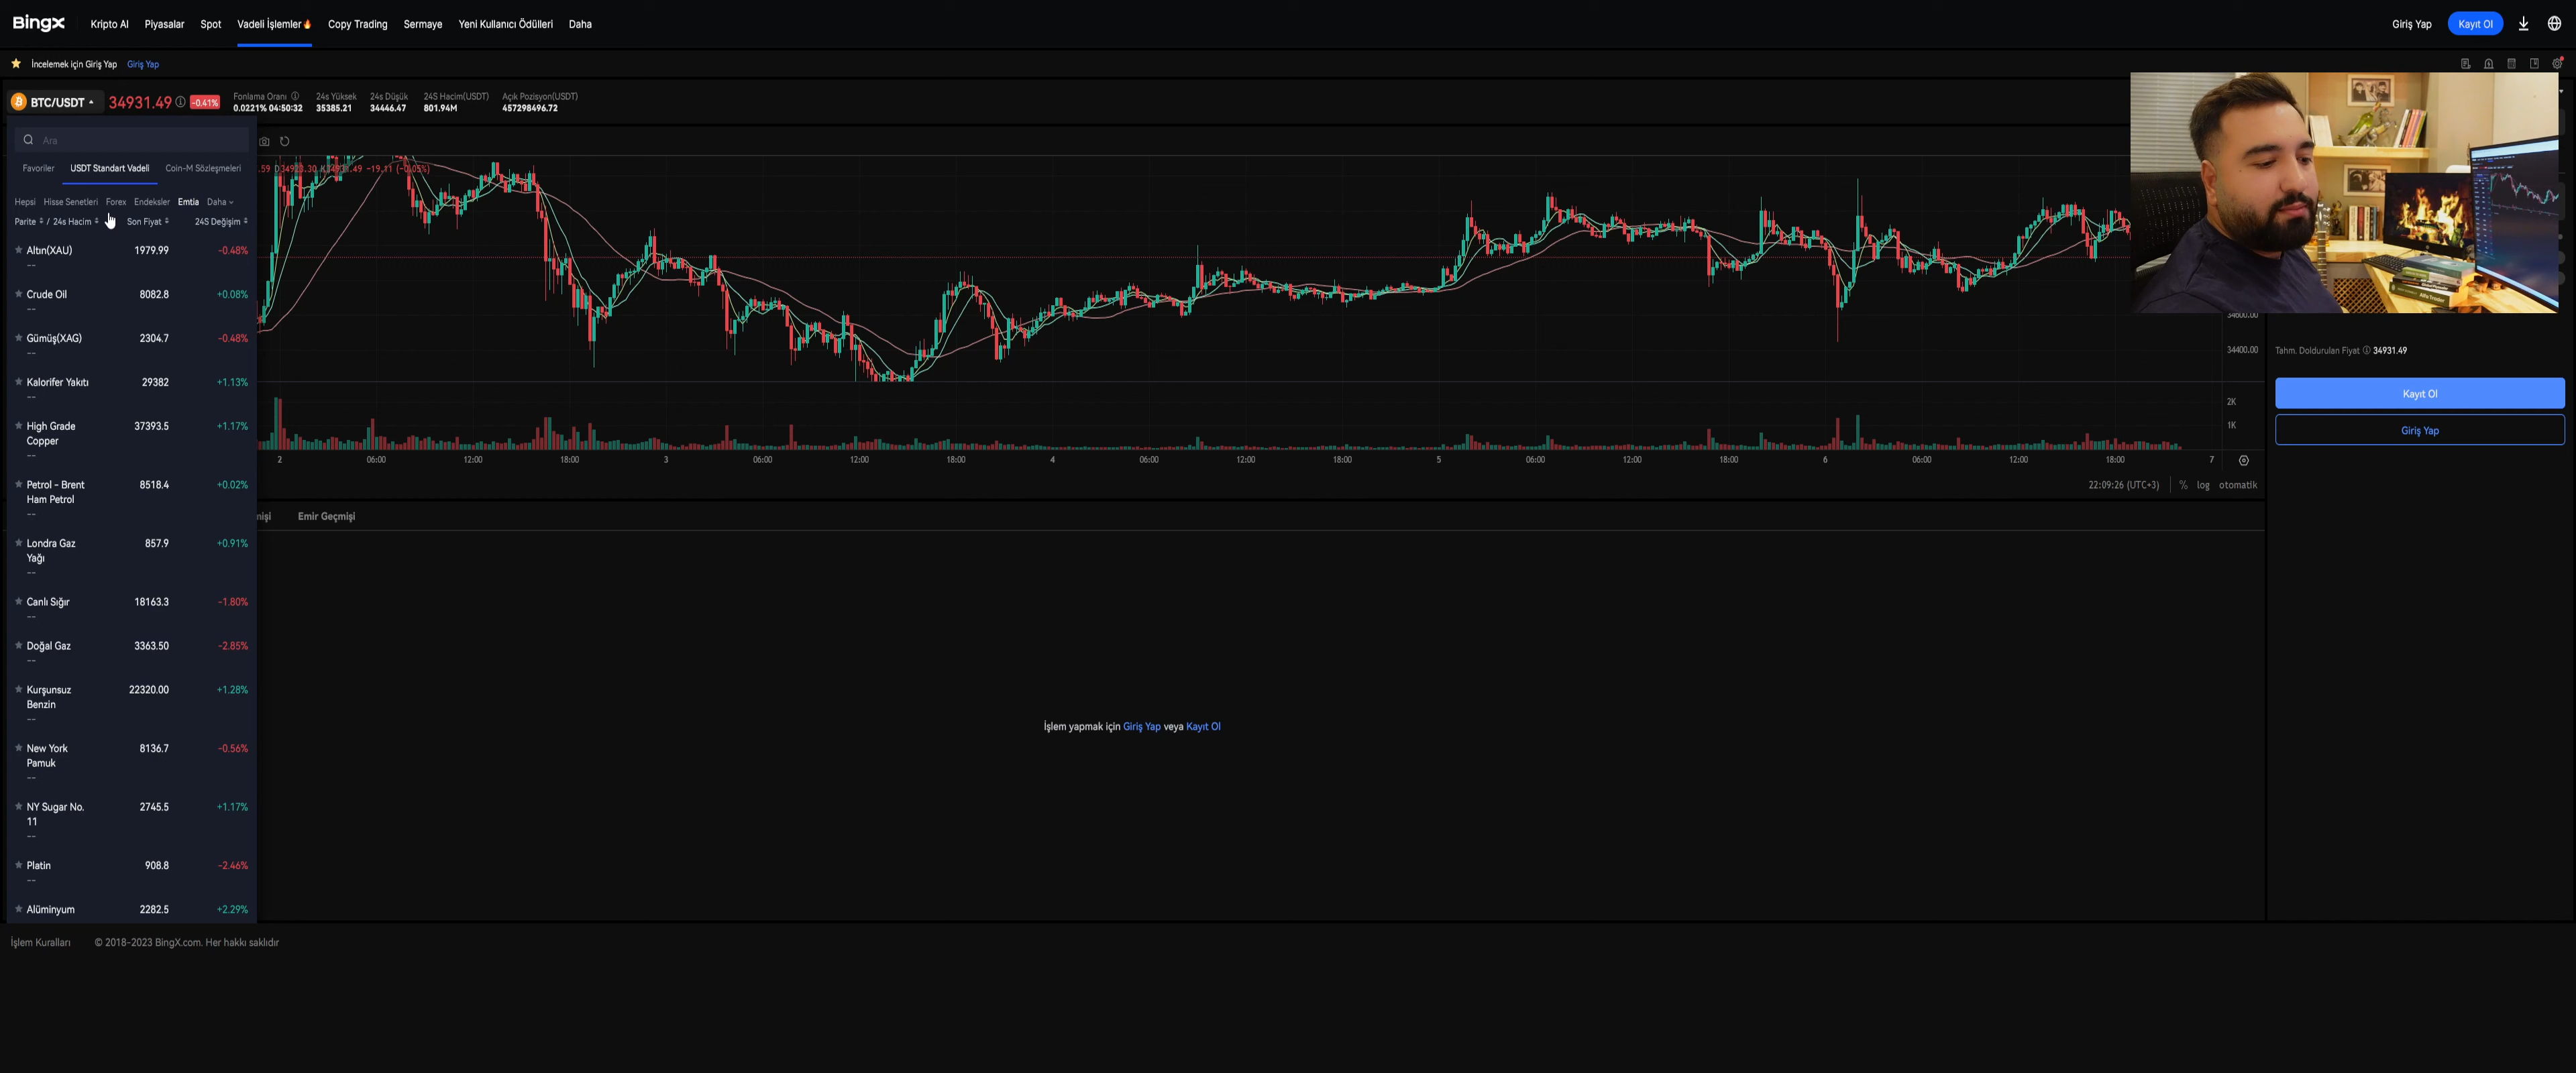 BingX
Kripto AI Piyasalar Spot Vadeli İşlemler Copy Trading Sermaye Yeni Kullanıcı Ödülleri Daha
Giriş Yap Kayıt Ol
İncelemek için Giriş Yap Giriş Yap
BTC/USDT 34931.49 -0.41%
Fonlama Oranı 24s Yüksek 24s Düşük 24S Hacim(USDT) Açık Pozisyon(USDT)
0.0221% 04:50:32 35385.21 34446.47 801.94M 457298496.72
Ara
Favoriler USDT Standart Vadeli Coin-M Sözleşmeleri
Hepsi Hisse Senetleri Forex Endeksler Emtia Daha
Parite / 24s Hacim Son Fiyat 24S Değişim
Altın(XAU) 1979.99 -0.48%
--
Crude Oil 8082.8 +0.08%
--
Gümüş(XAG) 2304.7 -0.48%
--
Kalorifer Yakıtı 29382 +1.13%
--
High Grade Copper 37393.5 +1.17%
--
Petrol - Brent Ham Petrol 8518.4 +0.02%
--
Londra Gaz Yağı 857.9 +0.91%
--
Canlı Sığır 18163.3 -1.80%
--
Doğal Gaz 3363.50 -2.85%
--
Kurşunsuz Benzin 22320.00 +1.28%
--
New York Pamuk 8136.7 -0.56%
--
NY Sugar No. 11 2745.5 +1.17%
--
Platin 908.8 -2.46%
--
Alüminyum 2282.5 +2.29%
-19.11 (-0.05%)
34600.00
34400.00
2K
1K
2 06:00 12:00 18:00 3 06:00 12:00 18:00 4 06:00 12:00 18:00 5 06:00 12:00 18:00 6 06:00 12:00 18:00 7
22:09:26 (UTC+3) % log otomatik
mişi Emir Geçmişi
İşlem yapmak için Giriş Yap veya Kayıt Ol
Tahm. Doldurulan Fiyat 34931.49
Kayıt Ol
Giriş Yap
İşlem Kuralları © 2018-2023 BingX.com. Her hakkı saklıdır